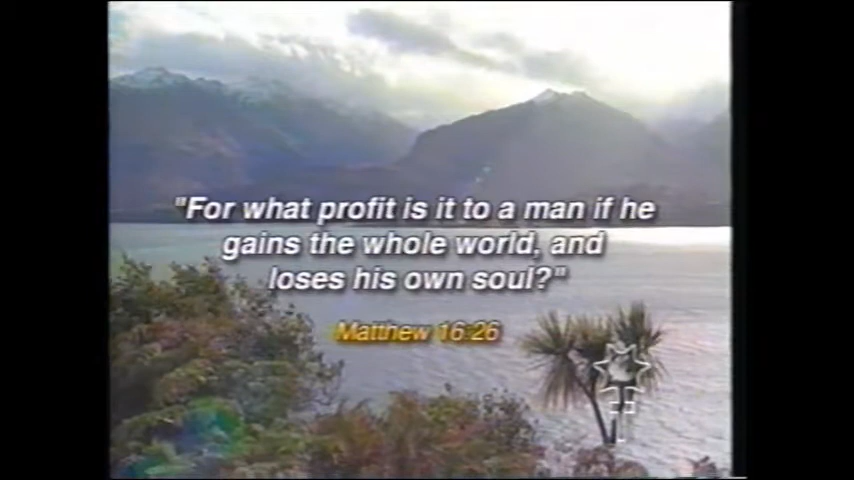 "For what profit is it to a man if he
gains the whole world, and
loses his own soul?"
Matthew 16:26